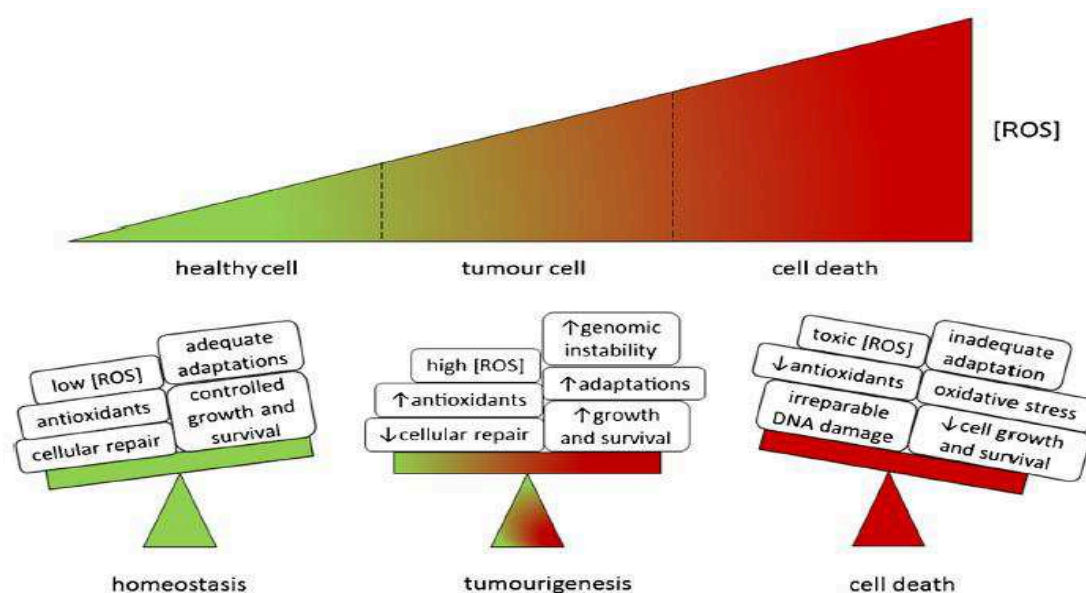 [ROS]
healthy cell
tumour cell
cell death
low [ROS]
antioxidants
cellular repair
adequate
adaptations
controlled
growth and
survival
homeostasis
high [ROS]
↑antioxidants
↓cellular repair
↑genomic
instability
↑adaptations
↑growth
and survival
tumourigenesis
toxic [ROS]
↓antioxidants
irreparable
DNA damage
inadequate
adaptation
oxidative stress
↓cell growth
and survival
cell death